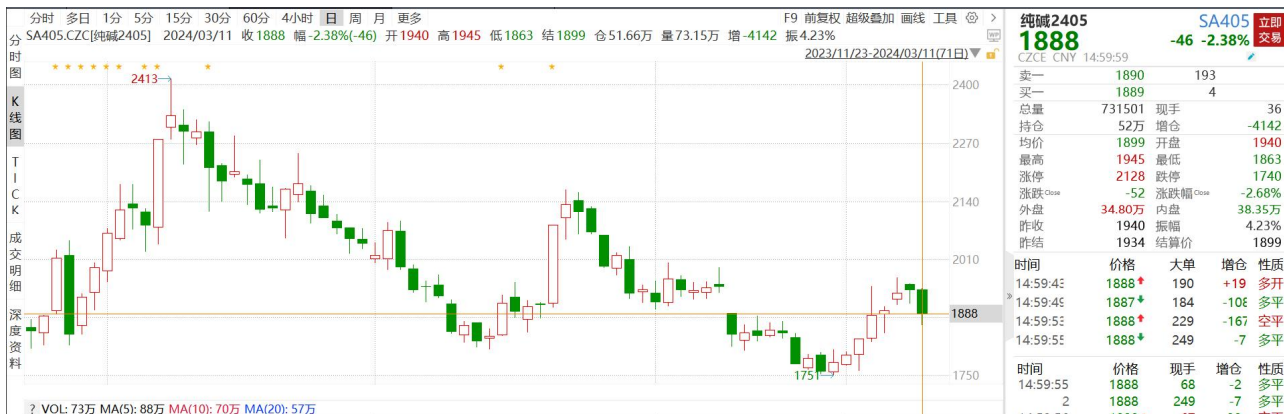 分时 多日 1分 5分 15分 30分 60分 4小时 日 周 月 更多 F9 前复权 超级叠加 画线 工具
SA405.CZC[纯碱2405] 2024/03/11 收1888 幅-2.38%(-46) 开1940 高1945 低1863 结1899 仓51.66万 量73.15万 增-4142 振4.23%
2023/11/23-2024/03/11(71日)
分时图
K线图
TICK
成交明细
深度资料
2413
2400
2270
2140
2010
1888
1750
1751
? VOL: 73万 MA(5): 88万 MA(10): 70万 MA(20): 57万
纯碱2405 SA405 立即交易
1888 -46 -2.38%
CZCE CNY 14:59:59
卖一 1890 193
买一 1889 4
总量 731501 现手 36
持仓 52万 增仓 -4142
均价 1899 开盘 1940
最高 1945 最低 1863
涨停 2128 跌停 1740
涨跌Close -52 涨跌幅Close -2.68%
外盘 34.80万 内盘 38.35万
昨收 1940 振幅 4.23%
昨结 1934 结算价 1899
时间 价格 大单 增仓 性质
14:59:43 1888 190 +19 多开
14:59:49 1887 184 -108 多平
14:59:53 1888 229 -167 空平
14:59:55 1888 249 -7 多平
时间 价格 现手 增仓 性质
14:59:55 1888 68 -2 多平
2 1888 249 -7 多平